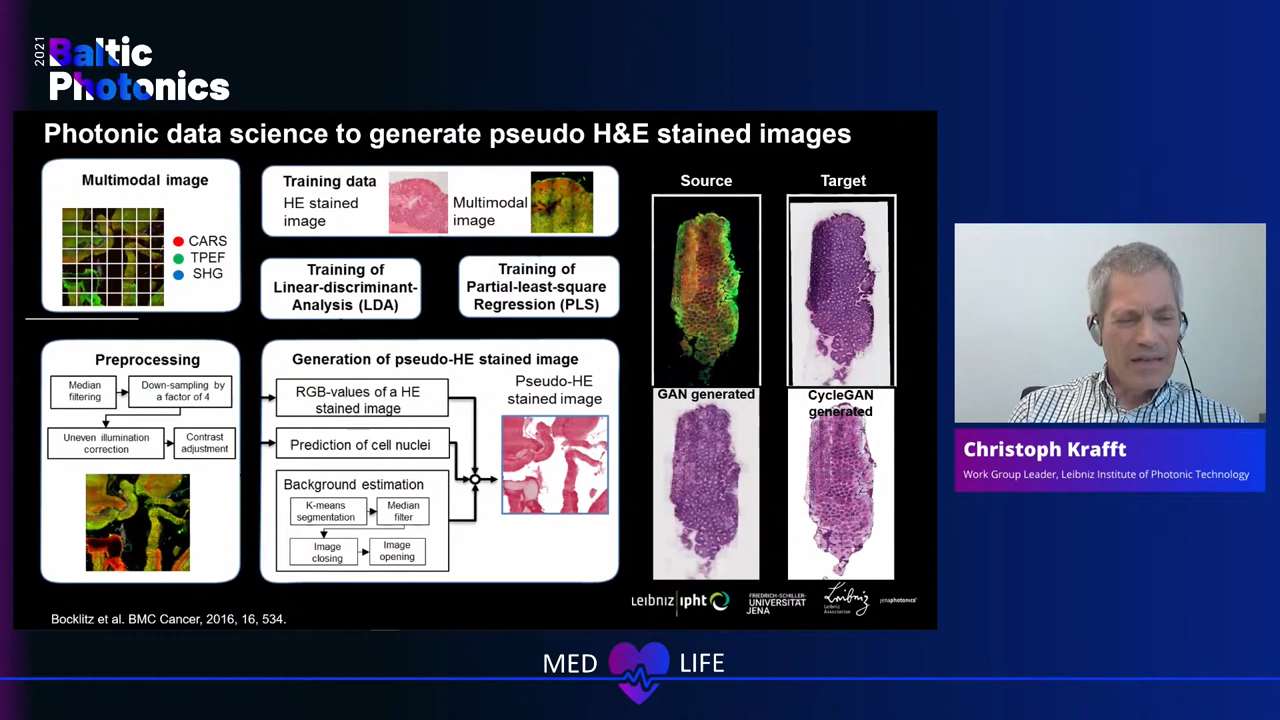 2021
Baltic
Photonics
Photonic data science to generate pseudo H&E stained images
Multimodal image
CARS
TPEF
SHG
Training data
HE stained
image
Multimodal
image
Training of
Linear-discriminant-
Analysis (LDA)
Training of
Partial-least-square
Regression (PLS)
Preprocessing
Median
filtering
Down-sampling by
a factor of 4
Uneven illumination
correction
Contrast
adjustment
Generation of pseudo-HE stained image
RGB-values of a HE
stained image
Prediction of cell nuclei
Background estimation
K-means
segmentation
Median
filter
Image
closing
Image
opening
Pseudo-HE
stained image
Source
Target
GAN generated
CycleGAN
generated
Bocklitz et al. BMC Cancer, 2016, 16, 534.
Leibniz ipht
FRIEDRICH-SCHILLER-
UNIVERSITÄT
JENA
Leibniz
Leibniz
Association
jenaphotonics
Christoph Krafft
Work Group Leader, Leibniz Institute of Photonic Technology
MED LIFE